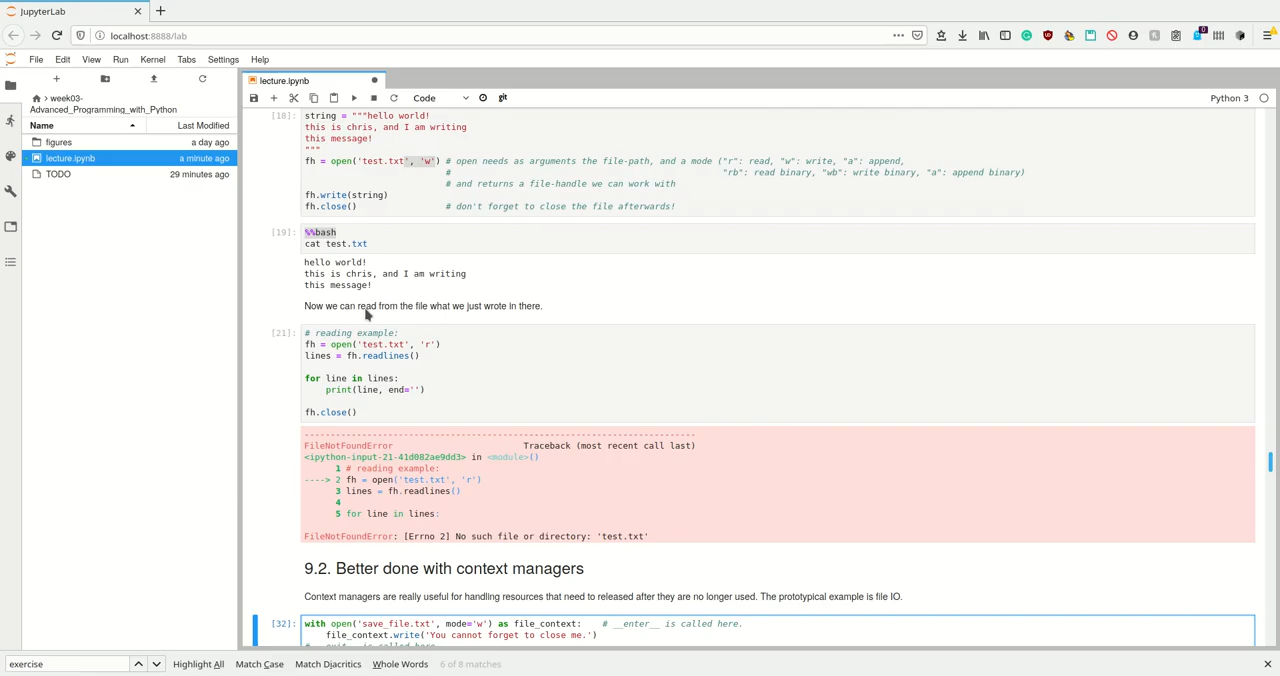 JupyterLab
localhost:8888/lab
File Edit View Run Kernel Tabs Settings Help
week03-
Advanced_Programming_with_Python
Name Last Modified
figures a day ago
lecture.ipynb a minute ago
TODO 29 minutes ago
lecture.ipynb
Code git Python 3
[18]: string = """hello world!
this is chris, and I am writing
this message!
"""
fh = open('test.txt', 'w') # open needs as arguments the file-path, and a mode ("r": read, "w": write, "a": append,
# "rb": read binary, "wb": write binary, "a": append binary)
# and returns a file-handle we can work with
fh.write(string)
fh.close() # don't forget to close the file afterwards!
[19]: %%bash
cat test.txt
hello world!
this is chris, and I am writing
this message!
Now we can read from the file what we just wrote in there.
[21]: # reading example:
fh = open('test.txt', 'r')
lines = fh.readlines()
for line in lines:
print(line, end='')
fh.close()
---------------------------------------------------------------------------
FileNotFoundError Traceback (most recent call last)
<ipython-input-21-41d082ae9dd3> in <module>()
1 # reading example:
----> 2 fh = open('test.txt', 'r')
3 lines = fh.readlines()
4
5 for line in lines:
FileNotFoundError: [Errno 2] No such file or directory: 'test.txt'
9.2. Better done with context managers
Context managers are really useful for handling resources that need to released after they are no longer used. The prototypical example is file IO.
[32]: with open('save_file.txt', mode='w') as file_context: # __enter__ is called here.
file_context.write('You cannot forget to close me.')
exercise Highlight All Match Case Match Diacritics Whole Words 6 of 8 matches